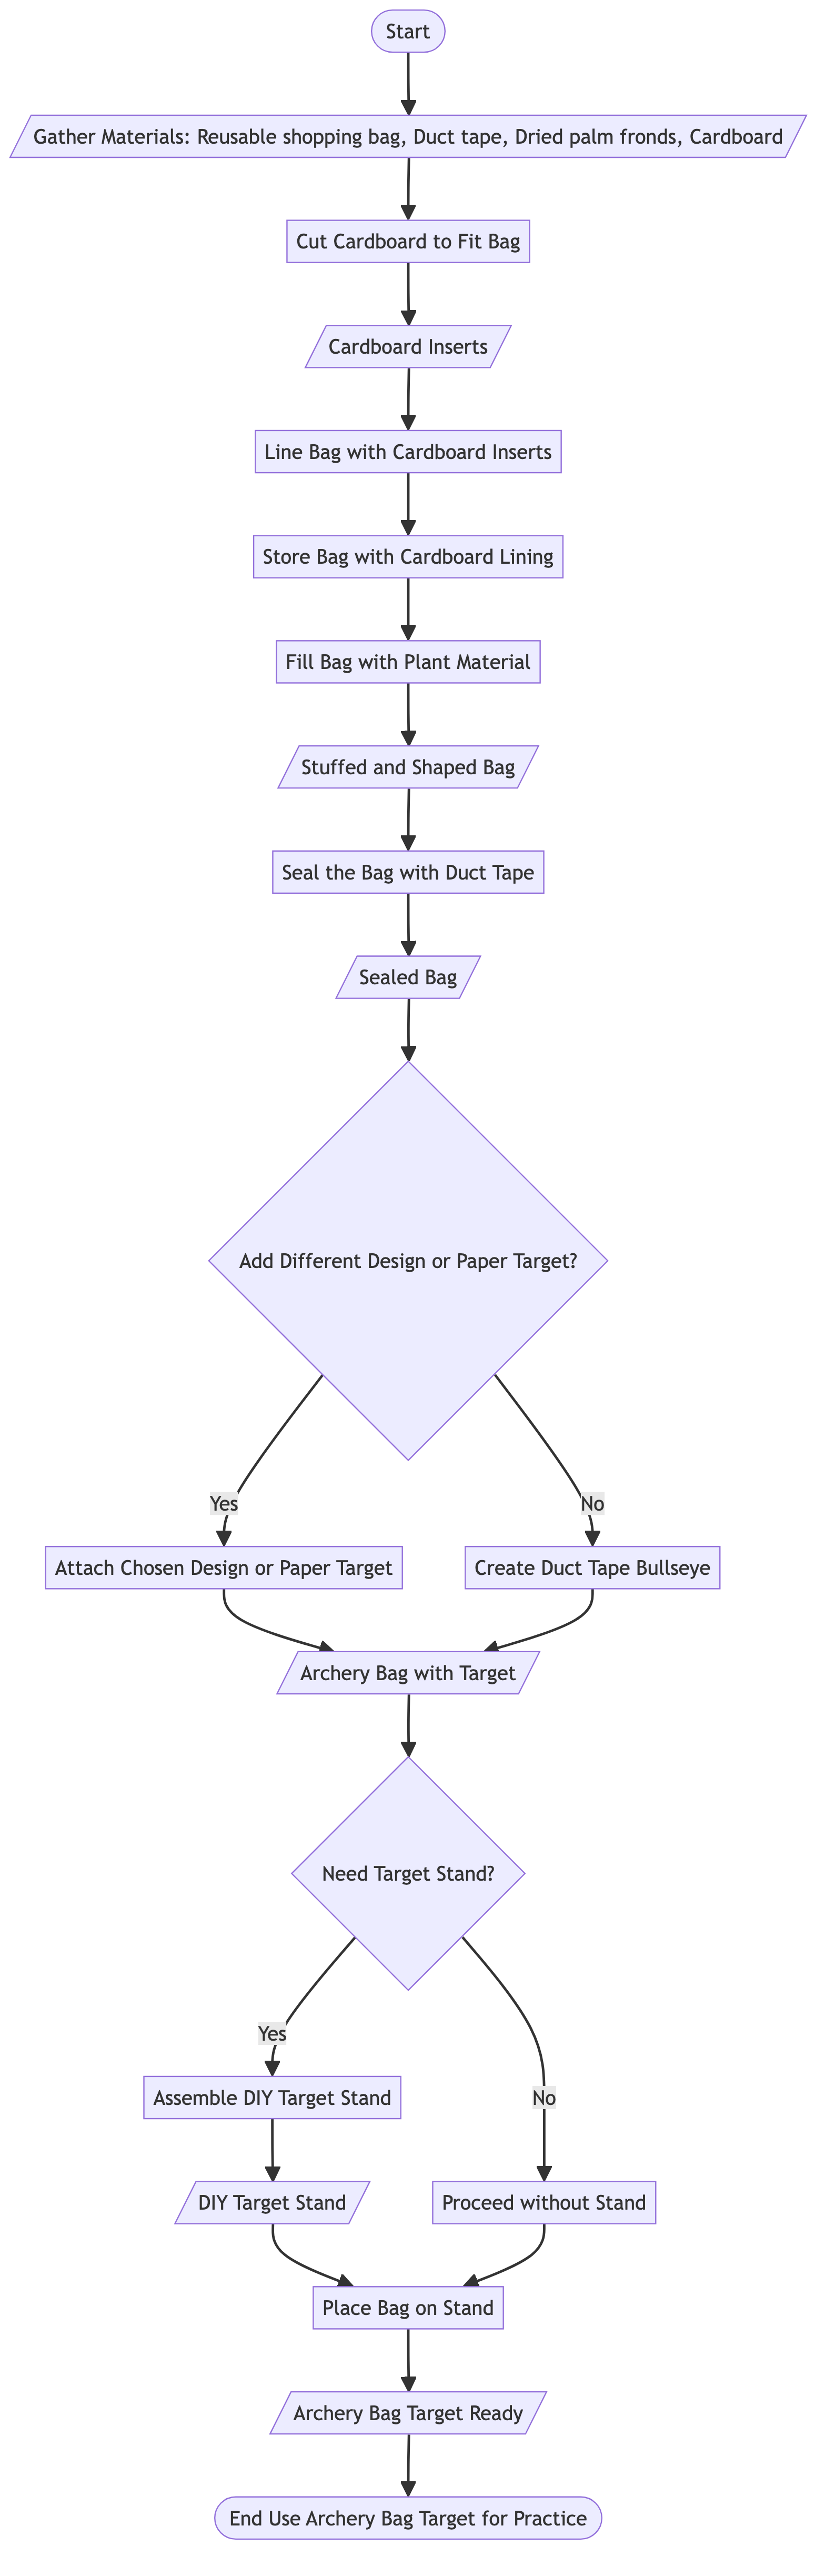 Start
Gather Materials: Reusable shopping bag, Duct tape, Dried palm fronds, Cardboard
Cut Cardboard to Fit Bag
Cardboard Inserts
Line Bag with Cardboard Inserts
Store Bag with Cardboard Lining
Fill Bag with Plant Material
Stuffed and Shaped Bag
Seal the Bag with Duct Tape
Sealed Bag
Add Different Design or Paper Target?
Yes
No
Attach Chosen Design or Paper Target
Create Duct Tape Bullseye
Archery Bag with Target
Need Target Stand?
Yes
Assemble DIY Target Stand
No
DIY Target Stand
Proceed without Stand
Place Bag on Stand
Archery Bag Target Ready
End Use Archery Bag Target for Practice